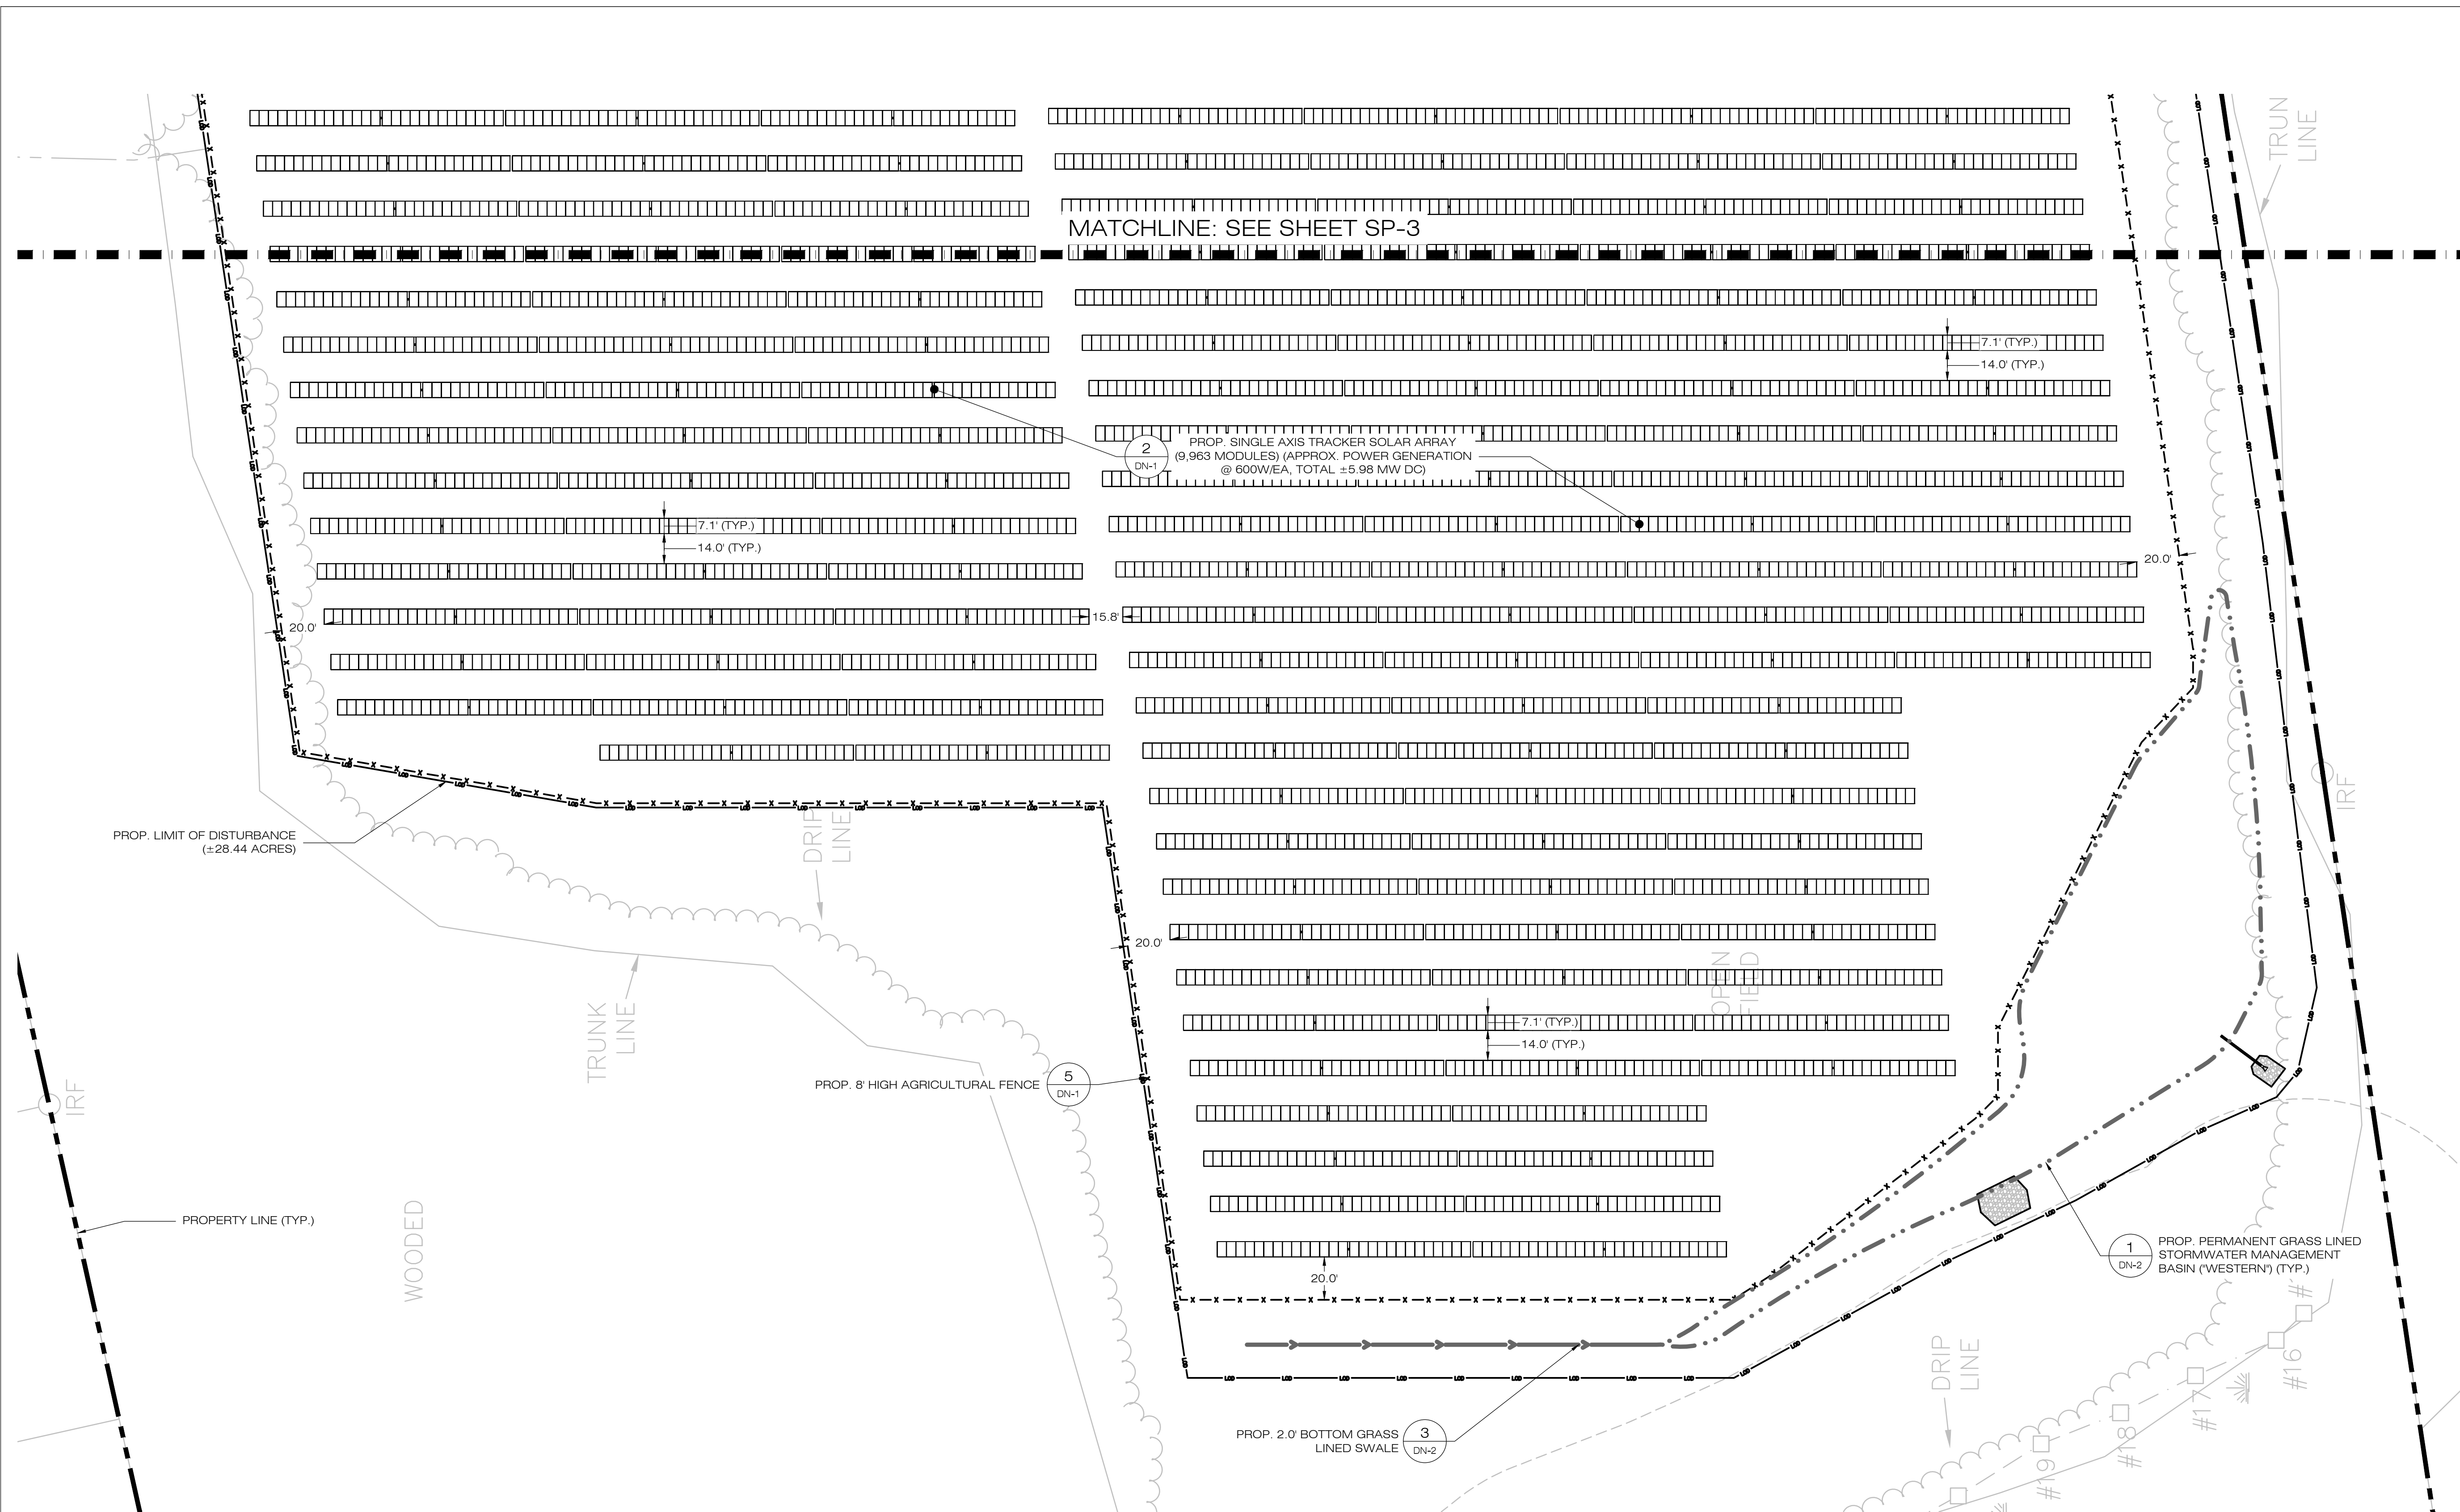 TRUN
LINE
MATCHLINE: SEE SHEET SP-3
7.1' (TYP.)
14.0' (TYP.)
2
DN-1
PROP. SINGLE AXIS TRACKER SOLAR ARRAY
(9,963 MODULES) (APPROX. POWER GENERATION
@ 600W/EA, TOTAL ±5.98 MW DC)
7.1' (TYP.)
14.0' (TYP.)
20.0'
20.0'
15.8'
IRF
PROP. LIMIT OF DISTURBANCE
(±28.44 ACRES)
DRIP
LINE
20.0'
OPEN
FIELD
TRUNK
LINE
7.1' (TYP.)
14.0' (TYP.)
PROP. 8' HIGH AGRICULTURAL FENCE
5
DN-1
IRF
PROPERTY LINE (TYP.)
WOODED
20.0'
1
DN-2
PROP. PERMANENT GRASS LINED
STORMWATER MANAGEMENT
BASIN ("WESTERN") (TYP.)
#
DRIP
LINE
#16
#17
#18
#19
PROP. 2.0' BOTTOM GRASS
LINED SWALE
3
DN-2
LOD